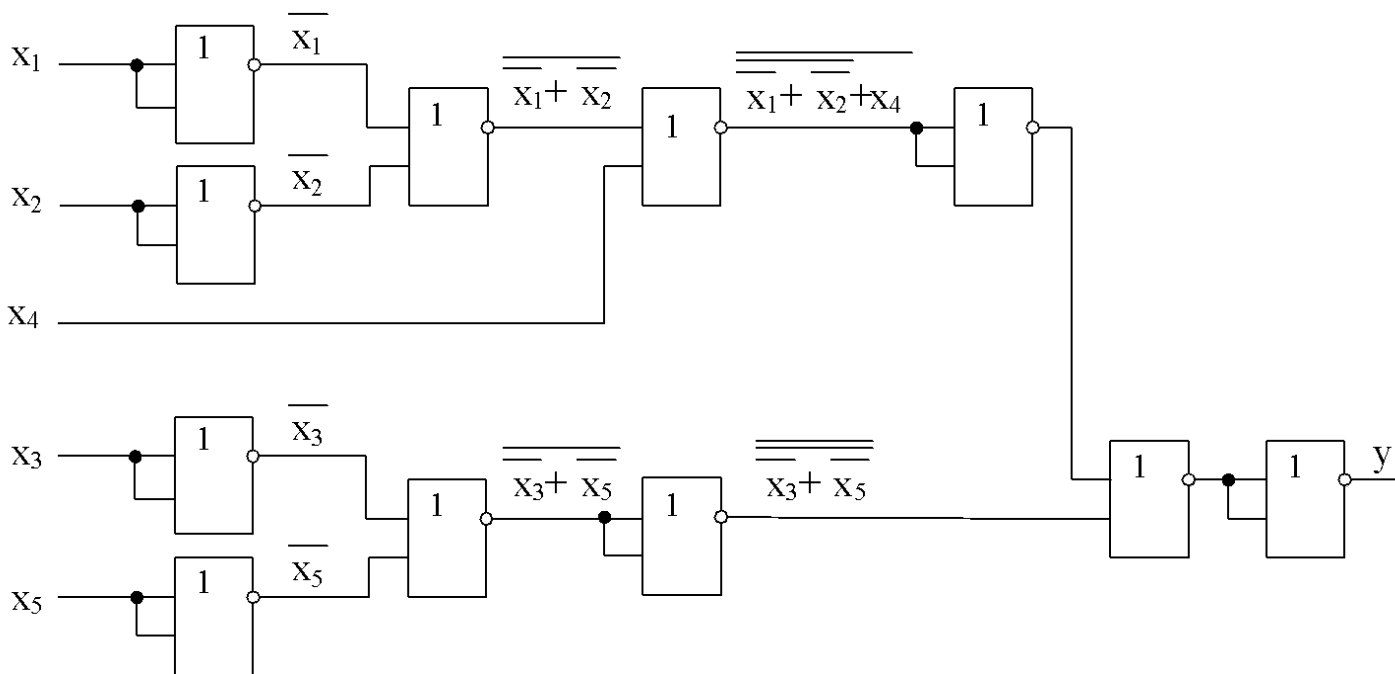 x₁ 1 x̅₁
1 x̅₁ + x̅₂ 1 x̅₁ + x̅₂ + x₄ 1
x₂ 1 x̅₂
x₄
x₃ 1 x̅₃
1 x̅₃ + x̅₅ 1 x̅₃ + x̅₅
1 1 y
x₅ 1 x̅₅